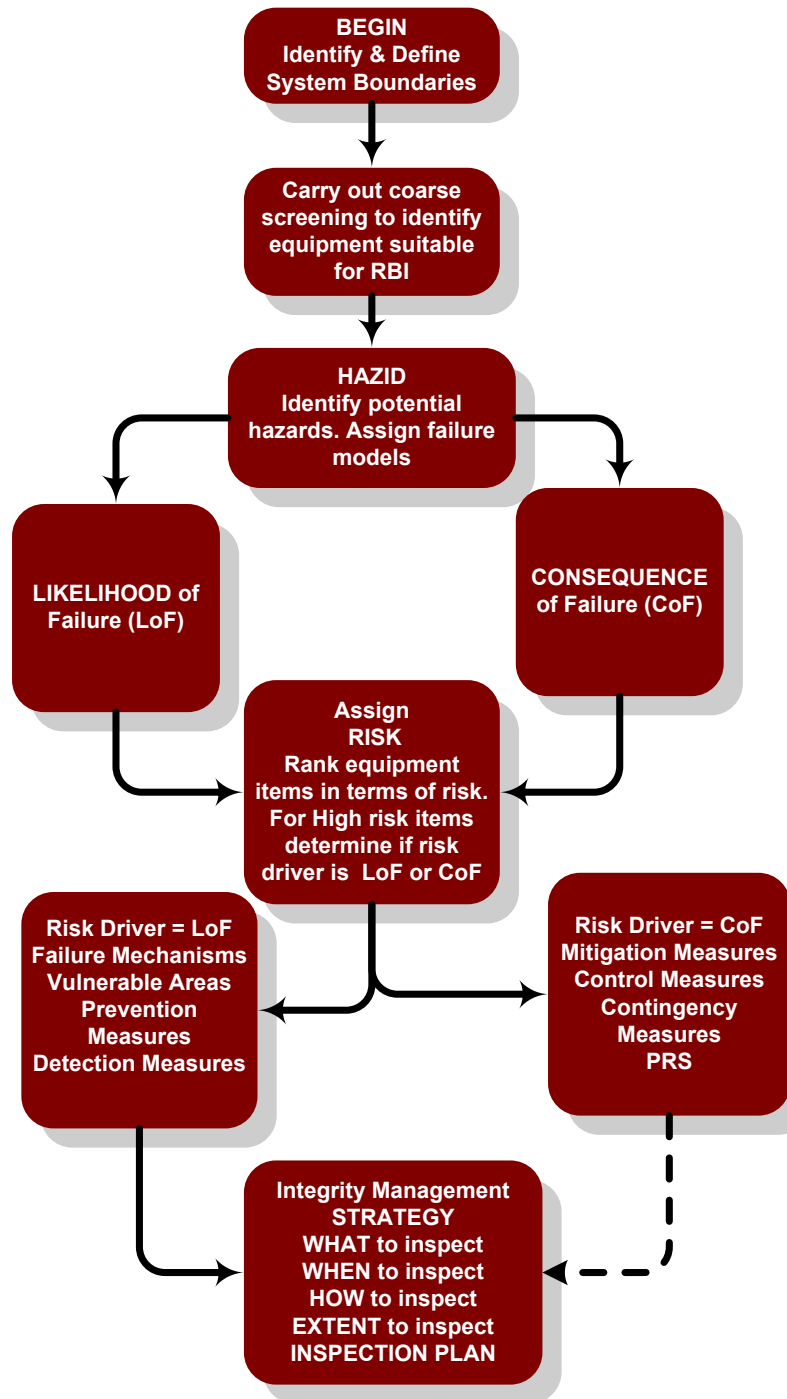 BEGIN
Identify & Define
System Boundaries
Carry out coarse
screening to identify
equipment suitable
for RBI
HAZID
Identify potential
hazards. Assign failure
models
LIKELIHOOD of
Failure (LoF)
CONSEQUENCE
of Failure (CoF)
Assign
RISK
Rank equipment
items in terms of risk.
For High risk items
determine if risk
driver is LoF or CoF
Risk Driver = LoF
Failure Mechanisms
Vulnerable Areas
Prevention
Measures
Detection Measures
Risk Driver = CoF
Mitigation Measures
Control Measures
Contingency
Measures
PRS
Integrity Management
STRATEGY
WHAT to inspect
WHEN to inspect
HOW to inspect
EXTENT to inspect
INSPECTION PLAN